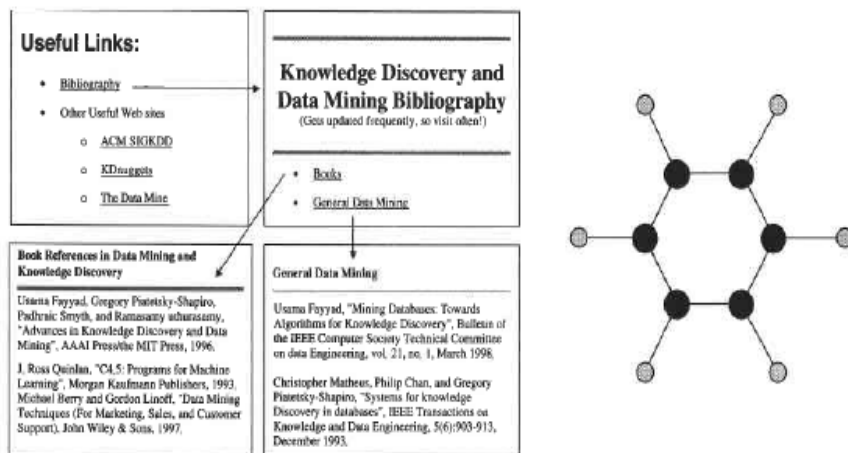 Useful Links:
• Bibliography
• Other Useful Web sites
o ACM SIGKDD
o KDnuggets
o The Data Mine
Knowledge Discovery and
Data Mining Bibliography
(Gets updated frequently, so visit often!)
• Books
• General Data Mining
Book References in Data Mining and
Knowledge Discovery
Usama Fayyad, Gregory Piatetsky-Shapiro,
Padhraic Smyth, and Ramasamy uthurasamy,
"Advances in Knowledge Discovery and Data
Mining", AAAI Press/the MIT Press, 1996.
J. Ross Quinlan, "C4.5: Programs for Machine
Learning", Morgan Kaufmann Publishers, 1993.
Michael Berry and Gordon Linoff, "Data Mining
Techniques (For Marketing, Sales, and Customer
Support), John Wiley & Sons, 1997.
General Data Mining
Usama Fayyad, "Mining Databases: Towards
Algorithms for Knowledge Discovery", Bulletin of
the IEEE Computer Society Technical Committee
on data Engineering, vol. 21, no. 1, March 1998.
Christopher Matheus, Philip Chan, and Gregory
Piatetsky-Shapiro, "Systems for knowledge
Discovery in databases", IEEE Transactions on
Knowledge and Data Engineering, 5(6):903-913,
December 1993.